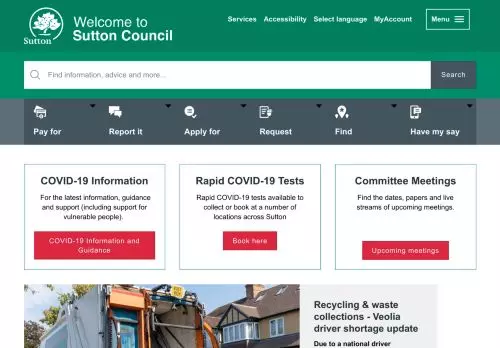 Sutton
Welcome to
Sutton Council
Services Accessibility Select language MyAccount Menu
Find information, advice and more...
Search
Pay for Report it Apply for Request Find Have my say
COVID-19 Information
For the latest information, guidance
and support (including support for
vulnerable people).
COVID-19 Information and
Guidance
Rapid COVID-19 Tests
Rapid COVID-19 tests available to
collect or book at a number of
locations across Sutton
Book here
Committee Meetings
Find the dates, papers and live
streams of upcoming meetings.
Upcoming meetings
Recycling & waste
collections - Veolia
driver shortage update
Due to a national driver